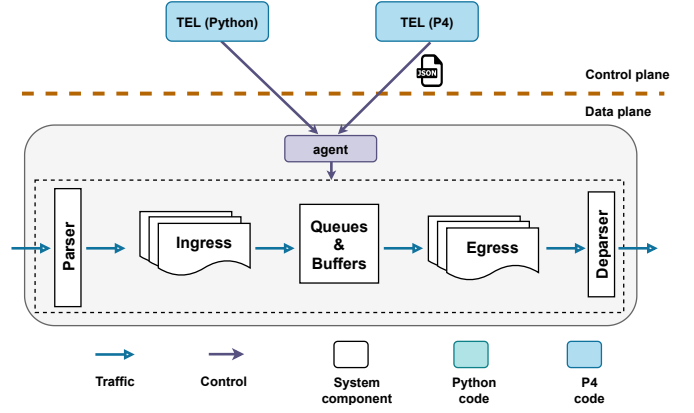 TEL (Python)
TEL (P4)
JSON
Control plane
Data plane
agent
Parser
Ingress
Queues
&
Buffers
Egress
Deparser
Traffic
Control
System
component
Python
code
P4
code